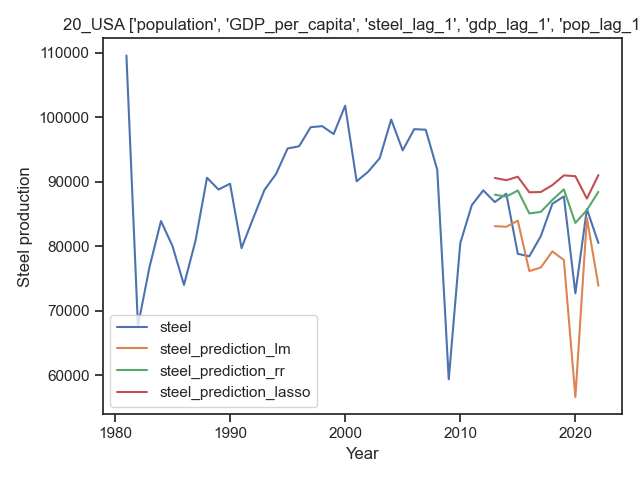 20_USA ['population', 'GDP_per_capita', 'steel_lag_1', 'gdp_lag_1', 'pop_lag_1
Steel production
110000
100000
90000
80000
70000
60000
steel
steel_prediction_lm
steel_prediction_rr
steel_prediction_lasso
1980
1990
2000
2010
2020
Year